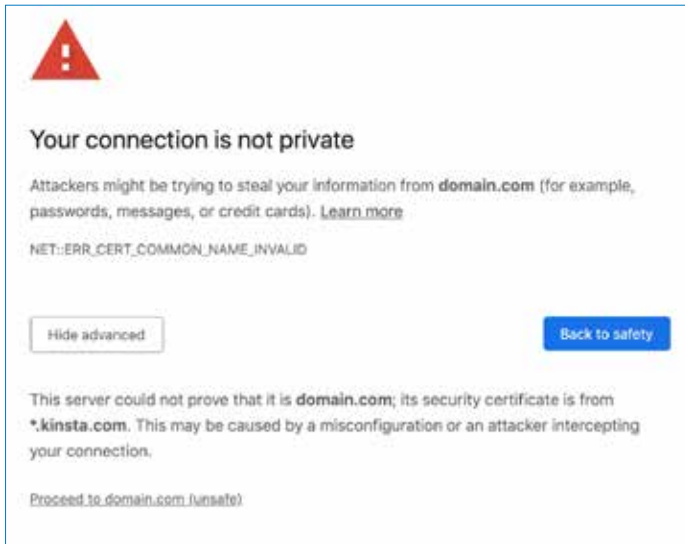 Your connection is not private
Attackers might be trying to steal your information from domain.com (for example,
passwords, messages, or credit cards). Learn more
NET::ERR_CERT_COMMON_NAME_INVALID
Hide advanced
Back to safety
This server could not prove that it is domain.com; its security certificate is from
*.kinsta.com. This may be caused by a misconfiguration or an attacker intercepting
your connection.
Proceed to domain.com (unsafe)